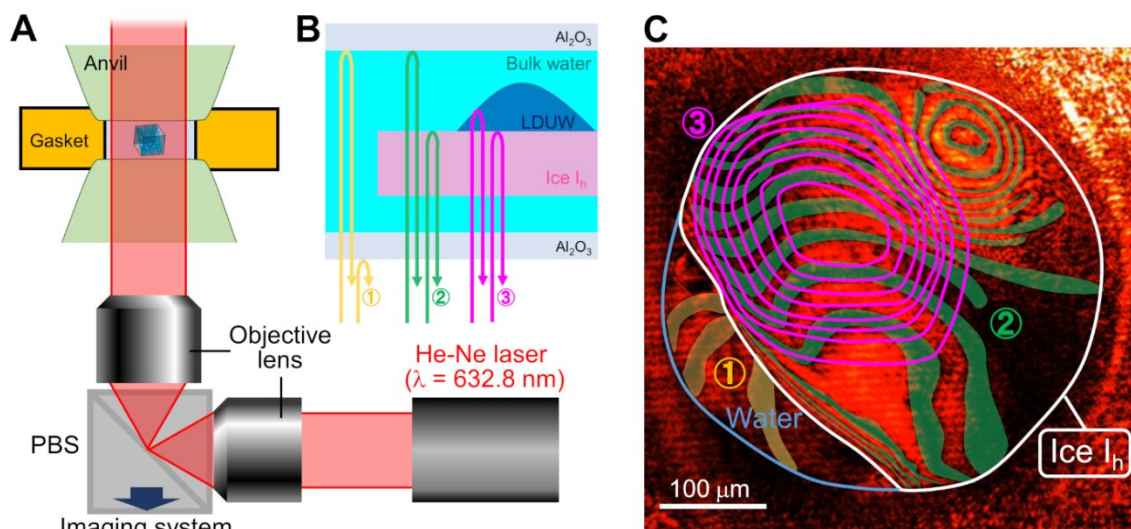 A
Anvil
Gasket
Objective
lens
PBS
Imaging system
He-Ne laser
(λ = 632.8 nm)
B
Al₂O₃
Bulk water
LDUW
Ice Iₕ
Al₂O₃
①
②
③
C
③
②
①
Water
Ice Iₕ
100 μm